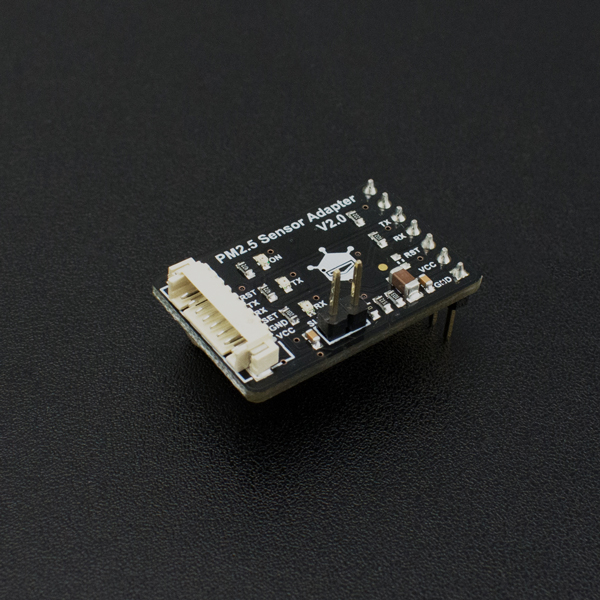 PM2.5 Sensor Adapter
V2.0
ON
TX
RX
RST
VCC
GND
TX
RX
RST
TX
RX
SET
GND
VCC